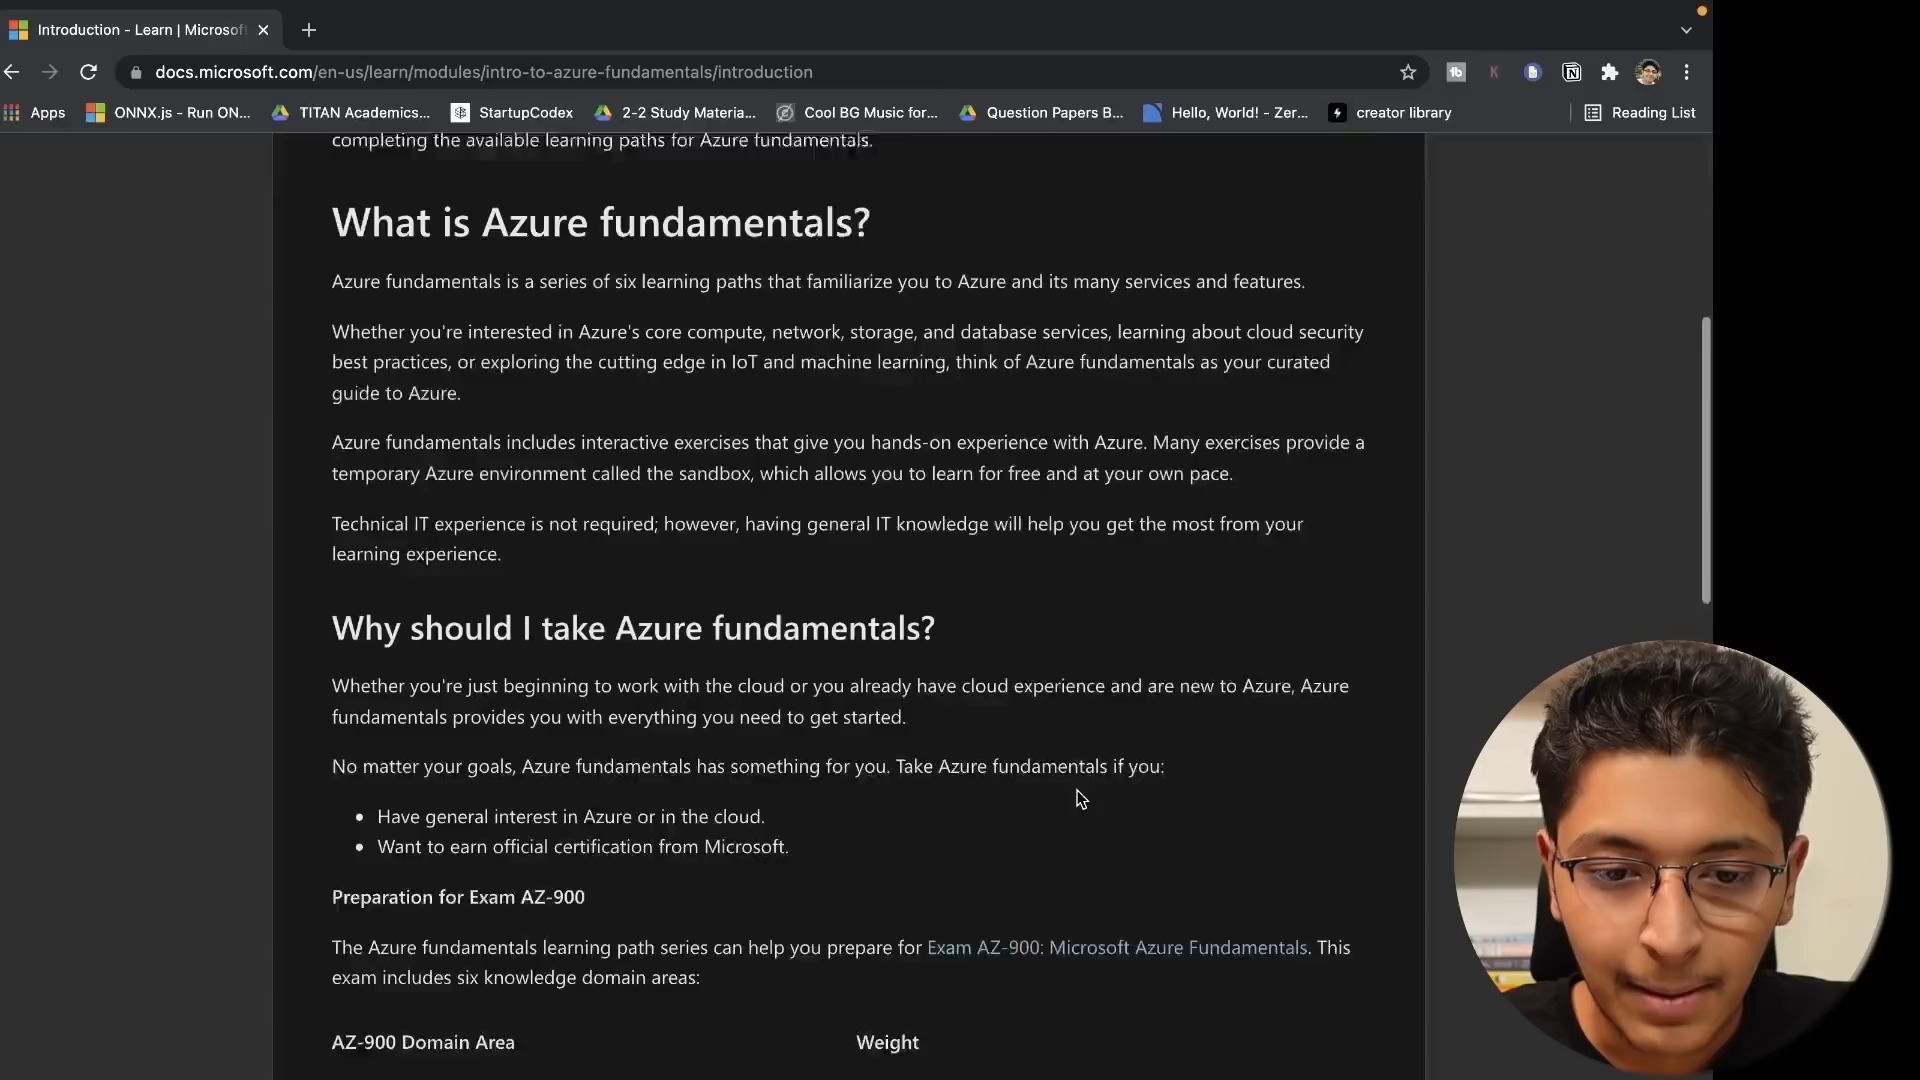 Introduction - Learn | Microsof
docs.microsoft.com/en-us/learn/modules/intro-to-azure-fundamentals/introduction
Apps
ONNX.js - Run ON...
TITAN Academics...
StartupCodex
2-2 Study Materia...
Cool BG Music for...
Question Papers B...
Hello, World! - Zer...
creator library
Reading List
completing the available learning paths for Azure fundamentals.
What is Azure fundamentals?
Azure fundamentals is a series of six learning paths that familiarize you to Azure and its many services and features.
Whether you're interested in Azure's core compute, network, storage, and database services, learning about cloud security
best practices, or exploring the cutting edge in IoT and machine learning, think of Azure fundamentals as your curated
guide to Azure.
Azure fundamentals includes interactive exercises that give you hands-on experience with Azure. Many exercises provide a
temporary Azure environment called the sandbox, which allows you to learn for free and at your own pace.
Technical IT experience is not required; however, having general IT knowledge will help you get the most from your
learning experience.
Why should I take Azure fundamentals?
Whether you're just beginning to work with the cloud or you already have cloud experience and are new to Azure, Azure
fundamentals provides you with everything you need to get started.
No matter your goals, Azure fundamentals has something for you. Take Azure fundamentals if you:
• Have general interest in Azure or in the cloud.
• Want to earn official certification from Microsoft.
Preparation for Exam AZ-900
The Azure fundamentals learning path series can help you prepare for Exam AZ-900: Microsoft Azure Fundamentals. This
exam includes six knowledge domain areas:
AZ-900 Domain Area Weight